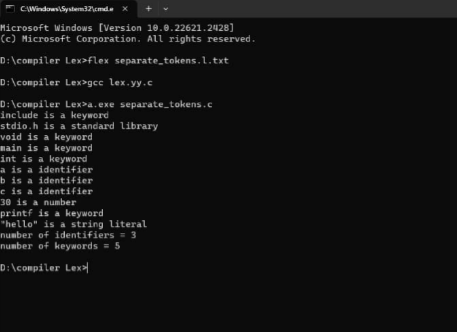 C:\Windows\System32\cmd.e
Microsoft Windows [Version 10.0.22621.2428]
(c) Microsoft Corporation. All rights reserved.
D:\compiler Lex>flex separate_tokens.l.txt
D:\compiler Lex>gcc lex.yy.c
D:\compiler Lex>a.exe separate_tokens.c
include is a keyword
stdio.h is a standard library
void is a keyword
main is a keyword
int is a keyword
a is a identifier
b is a identifier
c is a identifier
30 is a number
printf is a keyword
"hello" is a string literal
number of identifiers = 3
number of keywords = 5
D:\compiler Lex>